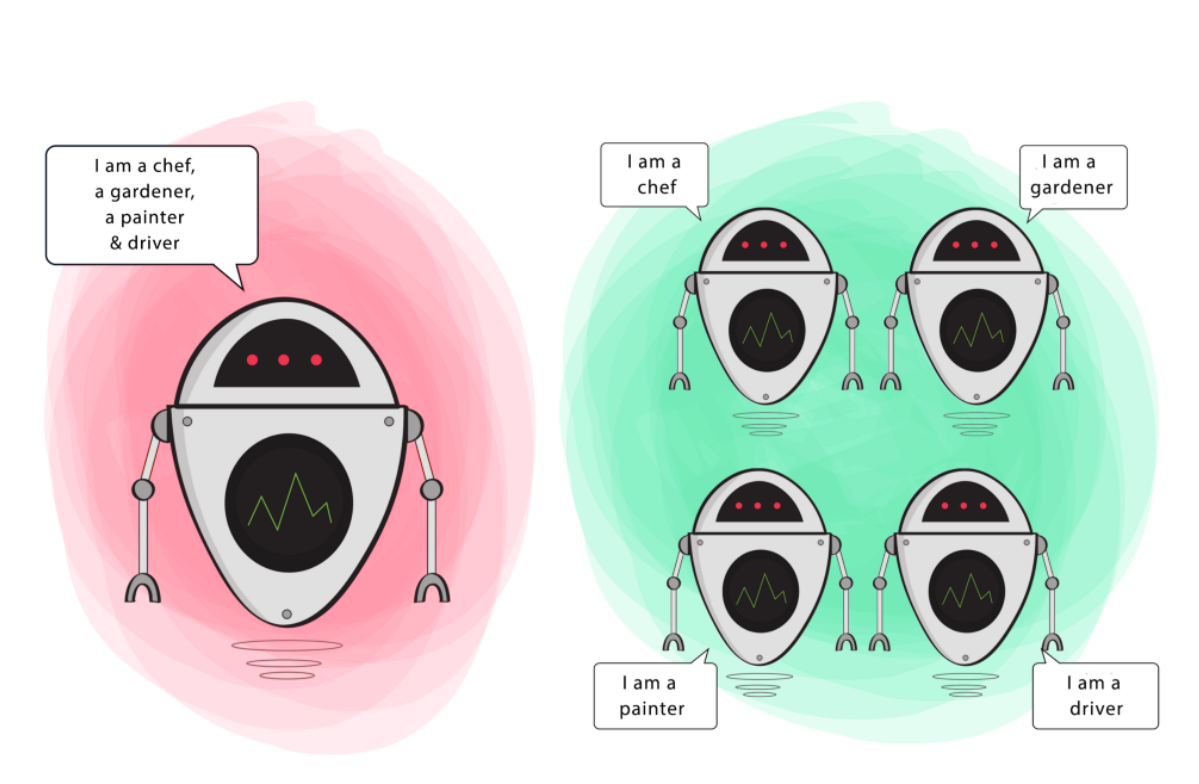 I am a chef,
a gardener,
a painter
& driver
I am a
chef
I am a
gardener
I am a
painter
I am a
driver